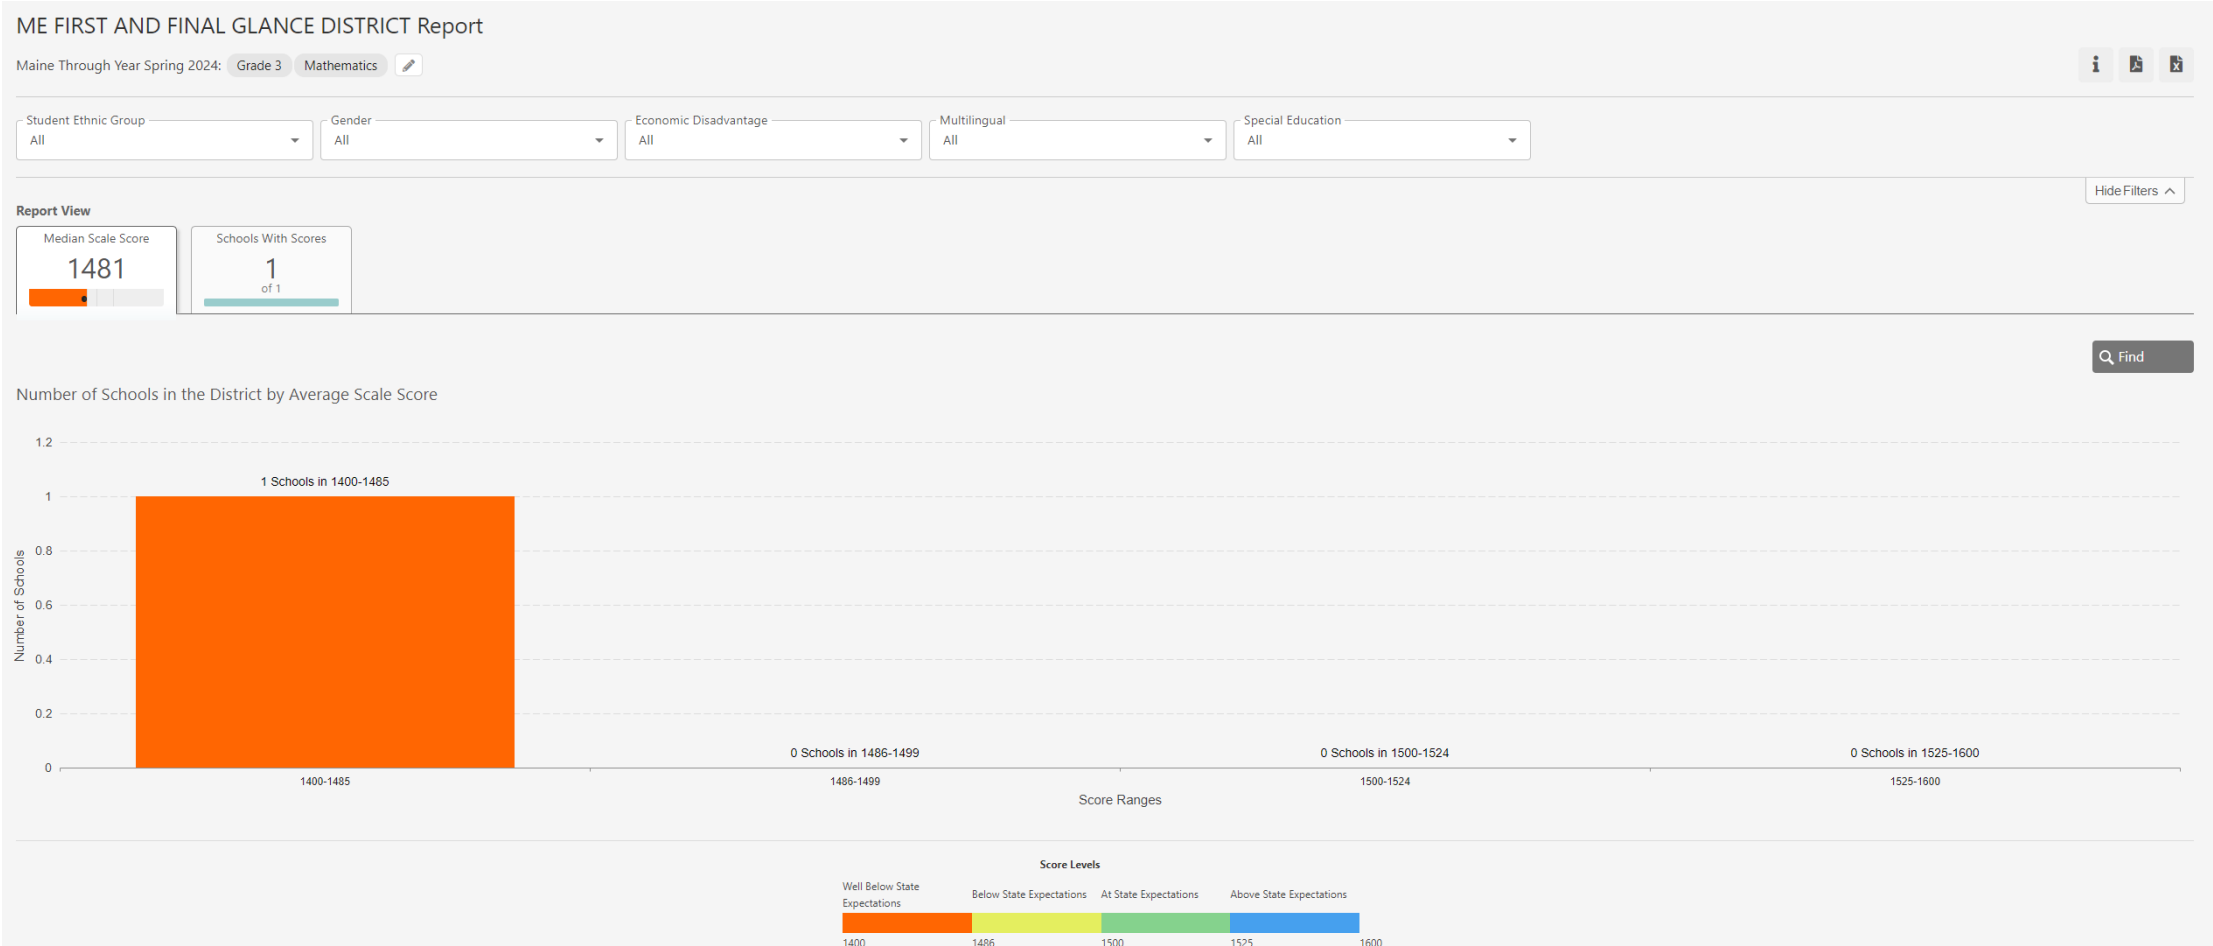 ME FIRST AND FINAL GLANCE DISTRICT Report
Maine Through Year Spring 2024: Grade 3 Mathematics
Student Ethnic Group Gender Economic Disadvantage Multilingual Special Education
All All All All All
Hide Filters
Report View
Median Scale Score Schools With Scores
1481 1
of 1
Find
Number of Schools in the District by Average Scale Score
1.2
1 Schools in 1400-1485
1
0.8
0.6
0.4
0.2
0
Number of Schools
0 Schools in 1486-1499 0 Schools in 1500-1524 0 Schools in 1525-1600
1400-1485 1486-1499 1500-1524 1525-1600
Score Ranges
Score Levels
Well Below State
Expectations
Below State Expectations At State Expectations Above State Expectations
1400 1486 1500 1525 1600